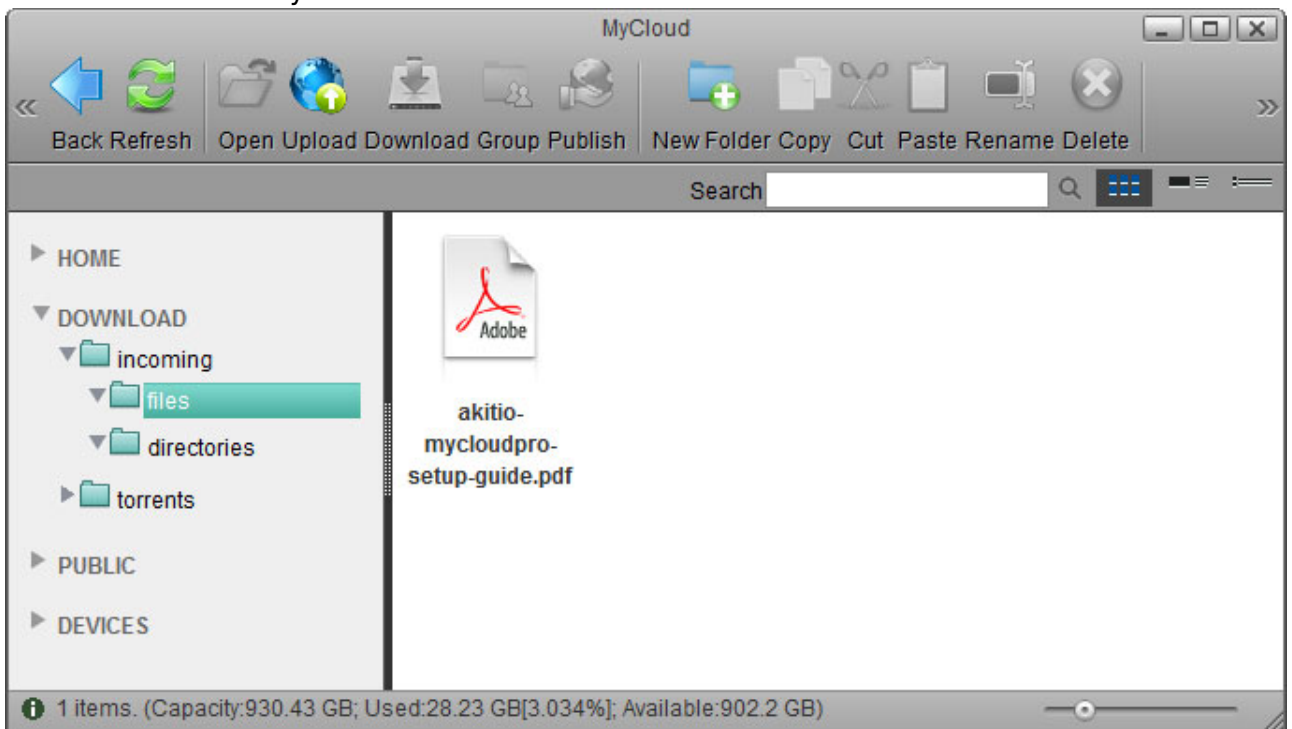 MyCloud
Back Refresh Open Upload Download Group Publish New Folder Copy Cut Paste Rename Delete
Search
HOME
DOWNLOAD
incoming
files
directories
torrents
PUBLIC
DEVICES
Adobe
akitio-
mycloudpro-
setup-guide.pdf
1 items. (Capacity:930.43 GB; Used:28.23 GB[3.034%]; Available:902.2 GB)